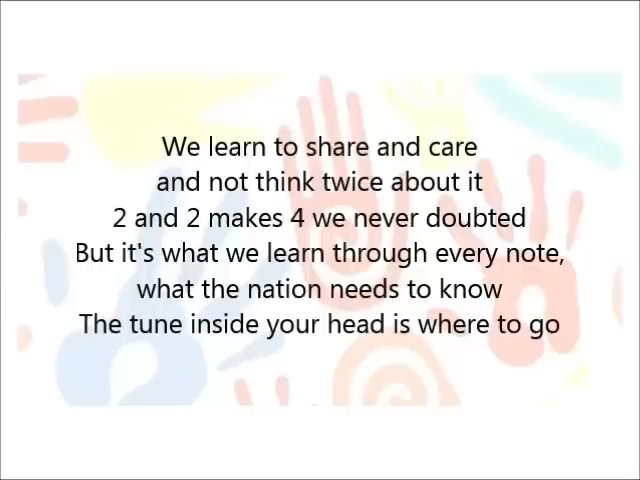 We learn to share and care
and not think twice about it
2 and 2 makes 4 we never doubted
But it's what we learn through every note,
what the nation needs to know
The tune inside your head is where to go